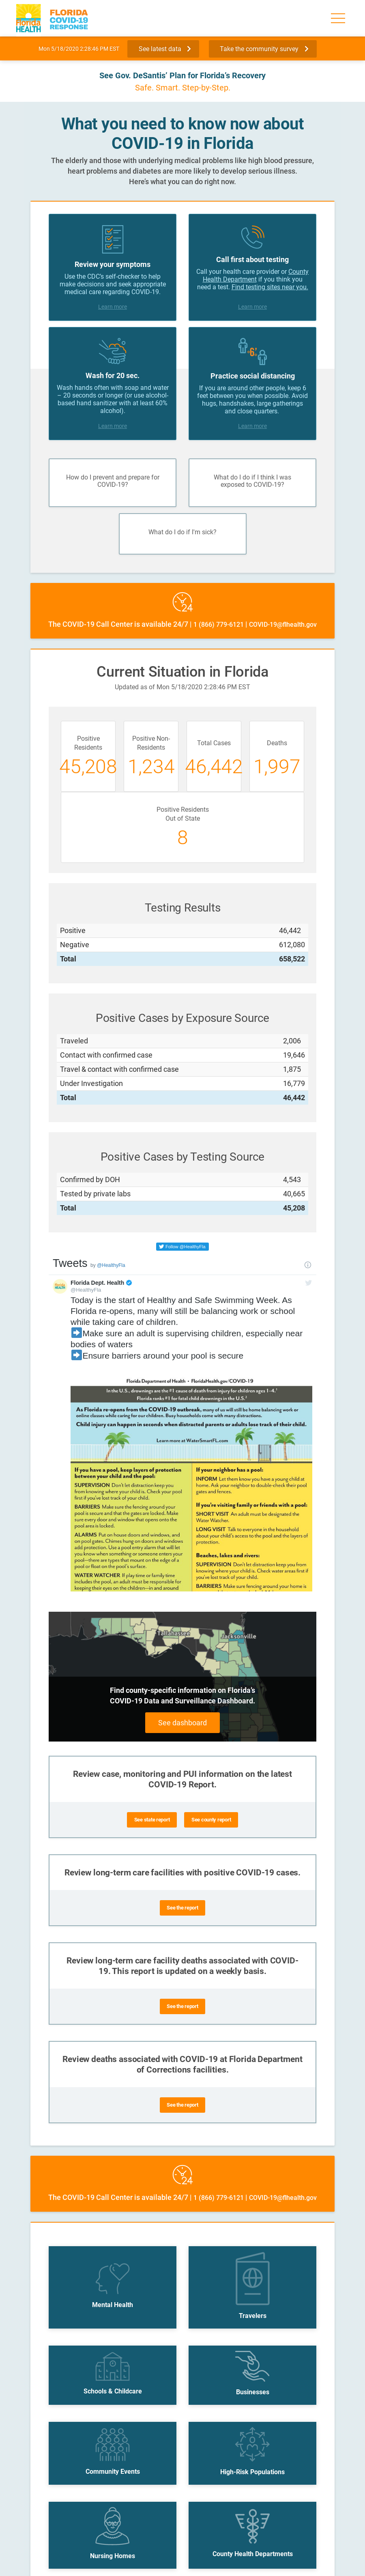 Florida
HEALTH
FLORIDA
COVID-19
RESPONSE
Mon 5/18/2020 2:28:46 PM EST
See latest data
Take the community survey
See Gov. DeSantis' Plan for Florida's Recovery
Safe. Smart. Step-by-Step.
What you need to know now about
COVID-19 in Florida
The elderly and those with underlying medical problems like high blood pressure,
heart problems and diabetes are more likely to develop serious illness.
Here's what you can do right now.
Review your symptoms
Use the CDC's self-checker to help
make decisions and seek appropriate
medical care regarding COVID-19.
Learn more
Call first about testing
Call your health care provider or County
Health Department if you think you
need a test. Find testing sites near you.
Learn more
Wash for 20 sec.
Wash hands often with soap and water
– 20 seconds or longer (or use alcohol-
based hand sanitizer with at least 60%
alcohol).
Learn more
6'
Practice social distancing
If you are around other people, keep 6
feet between you when possible. Avoid
hugs, handshakes, large gatherings
and close quarters.
Learn more
How do I prevent and prepare for
COVID-19?
What do I do if I think I was
exposed to COVID-19?
What do I do if I'm sick?
24
The COVID-19 Call Center is available 24/7 | 1 (866) 779-6121 | COVID-19@flhealth.gov
Current Situation in Florida
Updated as of Mon 5/18/2020 2:28:46 PM EST
Positive
Residents
45,208
Positive Non-
Residents
1,234
Total Cases
46,442
Deaths
1,997
Positive Residents
Out of State
8
Testing Results
Positive 46,442
Negative 612,080
Total 658,522
Positive Cases by Exposure Source
Traveled 2,006
Contact with confirmed case 19,646
Travel & contact with confirmed case 1,875
Under Investigation 16,779
Total 46,442
Positive Cases by Testing Source
Confirmed by DOH 4,543
Tested by private labs 40,665
Total 45,208
Follow @HealthyFla
Tweets by @HealthyFla
Florida Dept. Health
@HealthyFla
Today is the start of Healthy and Safe Swimming Week. As
Florida re-opens, many will still be balancing work or school
while taking care of children.
➡Make sure an adult is supervising children, especially near
bodies of waters
➡Ensure barriers around your pool is secure
Florida Department of Health • FloridaHealth.gov/COVID-19
In the U.S., drownings are the #1 cause of death from injury for children ages 1–4.¹
Florida ranks #1 for fatal child drownings in the U.S.²
As Florida re-opens from the COVID-19 outbreak, many of us will still be home balancing work or
online classes while caring for our children. These households are at risk for distractions.
Child injury can happen in seconds when distracted parents or adults lose track of their child.
Learn more at WaterSmartFL.com
If you have a pool, keep layers of protection
between your child and the pool:
SUPERVISION Don't let distraction keep you
from knowing where your child is. Check your pool
first if you've lost track of your child.
BARRIERS Make sure the fencing around your
pool is secure and that the gates are locked. Make
sure every door and window that opens onto the
pool area is locked.
ALARMS Put an alarm on house doors and windows,
and on pool gates. Chimes hung on doors and windows
will alert you when someone opens them unexpectedly.
Use a pool entry alarm that will let
you know when someone or something enters your
pool—there are types that measure movement on the
surface, and types that are placed on the edge of a
pool or float on the pool's surface.
WATER WATCHER If play time or family time
includes the pool, an adult must be responsible for
keeping their eyes on the children—in and around
If your neighbor has a pool:
INFORM Let them know you have a young child at
home. Ask your neighbor to double-check their pool
gates and fences.
If you're visiting family or friends with a pool:
SHORT VISIT An adult must be designated the
Water Watcher.
LONG VISIT Talk to everyone in the household
about your child's access to the pool and the layers of
protection.
Beaches, lakes and rivers:
SUPERVISION Don't let distraction keep you from
knowing where your child is. Check water areas first if
you've lost track of your child.
BARRIERS Make sure fencing around your home is
Tallahassee
Jacksonville
Find county-specific information on Florida's
COVID-19 Data and Surveillance Dashboard.
See dashboard
Review case, monitoring and PUI information on the latest
COVID-19 Report.
See state report
See county report
Review long-term care facilities with positive COVID-19 cases.
See the report
Review long-term care facility deaths associated with COVID-
19. This report is updated on a weekly basis.
See the report
Review deaths associated with COVID-19 at Florida Department
of Corrections facilities.
See the report
24
The COVID-19 Call Center is available 24/7 | 1 (866) 779-6121 | COVID-19@flhealth.gov
Mental Health
Travelers
Schools & Childcare
Businesses
Community Events
High-Risk Populations
Nursing Homes
County Health Departments